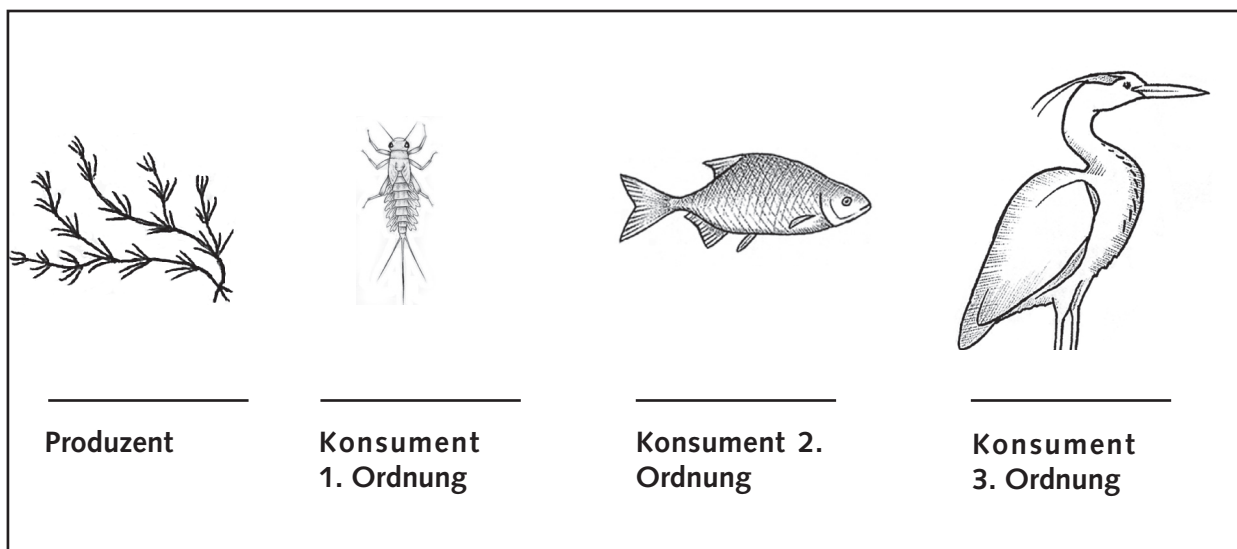 Produzent
Konsument
1. Ordnung
Konsument 2.
Ordnung
Konsument
3. Ordnung